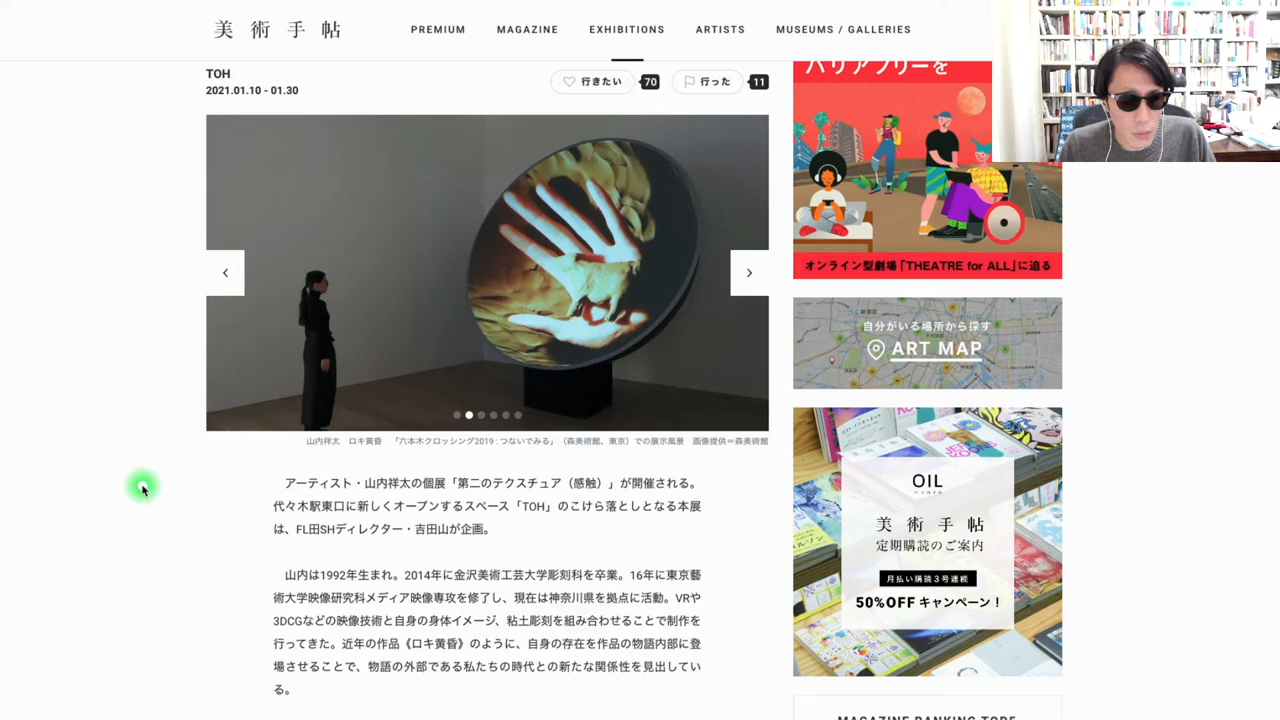 美術手帖
PREMIUM
MAGAZINE
EXHIBITIONS
ARTISTS
MUSEUMS / GALLERIES
TOH
2021.01.10 - 01.30
行きたい
70
行った
11
山内祥太 ロキ黄昏 「六本木クロッシング2019 : つないでみる」（森美術館、東京）での展示風景 画像提供＝森美術館
アーティスト・山内祥太の個展「第二のテクスチュア（感触）」が開催される。
代々木駅東口に新しくオープンするスペース「TOH」のこけら落としとなる本展
は、FL田SHディレクター・吉田山が企画。
山内は1992年生まれ。2014年に金沢美術工芸大学彫刻科を卒業。16年に東京藝
術大学映像研究科メディア映像専攻を修了し、現在は神奈川県を拠点に活動。VRや
3DCGなどの映像技術と自身の身体イメージ、粘土彫刻を組み合わせることで制作を
行ってきた。近年の作品《ロキ黄昏》のように、自身の存在を作品の物語内部に登
場させることで、物語の外部である私たちの時代との新たな関係性を見出してい
る。
バリアフリーを
オンライン型劇場「THEATRE for ALL」に迫る
自分がいる場所から探す
ART MAP
OIL
美術手帖
定期購読のご案内
月払い購読３号連続
50%OFF キャンペーン！
MAGAZINE RANKING TOP5